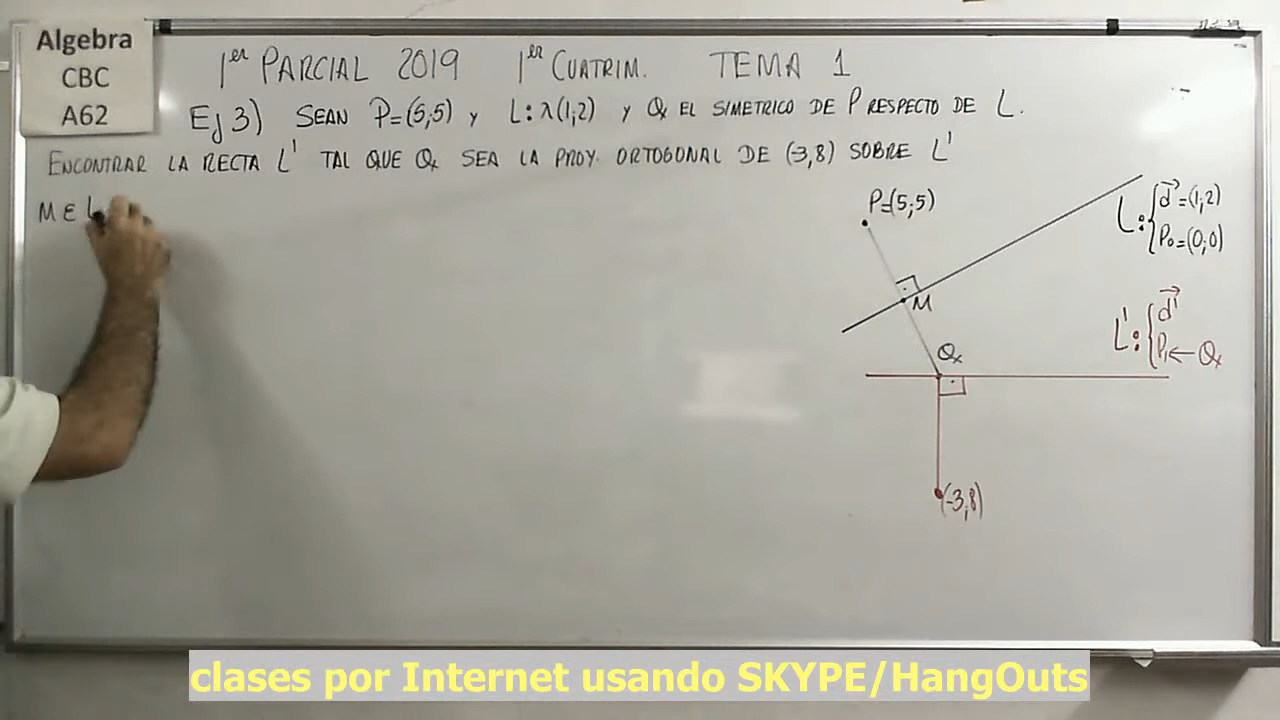 Algebra
CBC
A62
1er PARCIAL 2019 1er CUATRIM. TEMA 1
Ej 3) SEAN P=(5,5) y L: λ(1,2) y Q EL SIMETRICO DE P RESPECTO DE L.
ENCONTRAR LA RECTA L' TAL QUE Q SEA LA PROY. ORTOGONAL DE (-3,8) SOBRE L'
M ∈ L
P=(5,5)
L: { d=(1,2)
P0=(0,0)
M
L': { d'
P1 ← Q
Q
(-3,8)
clases por Internet usando SKYPE/HangOuts